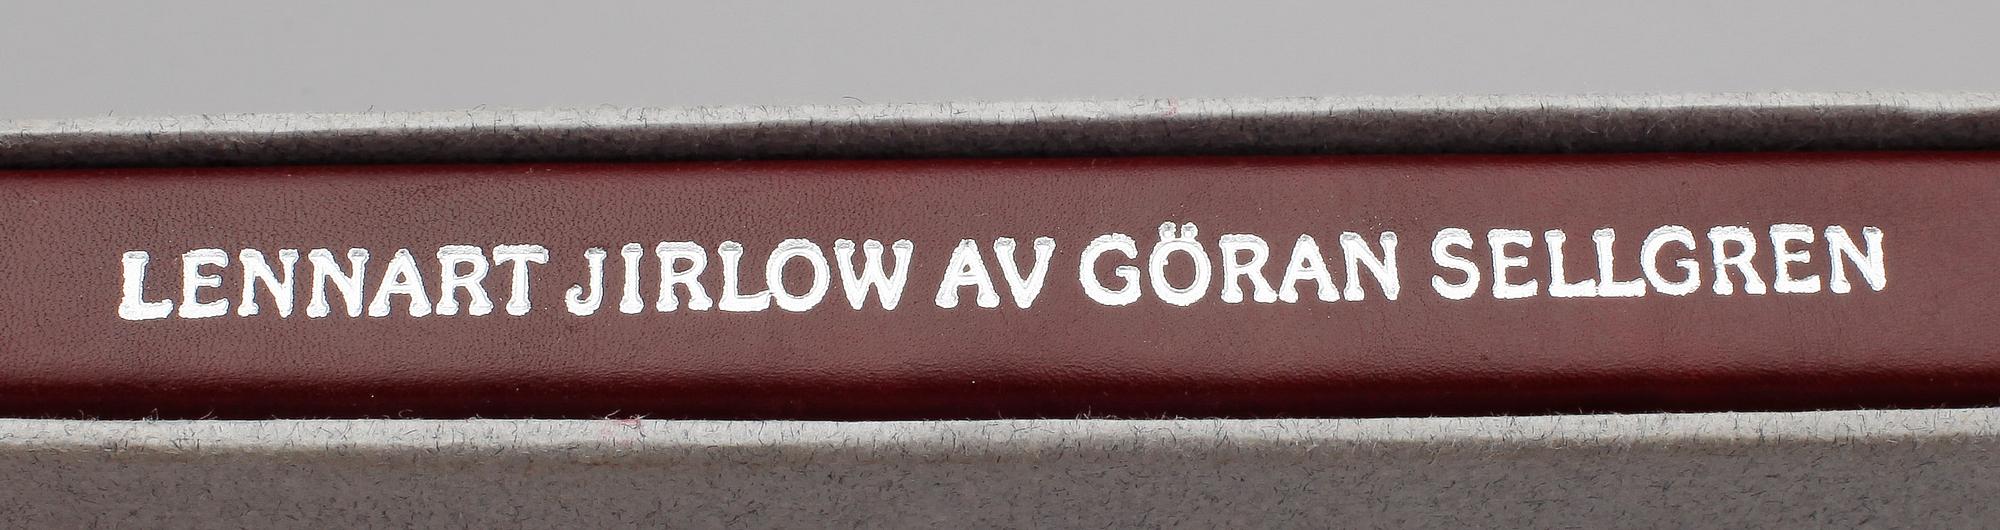 LENNART JIRLOW AV GÖRAN SELLGREN